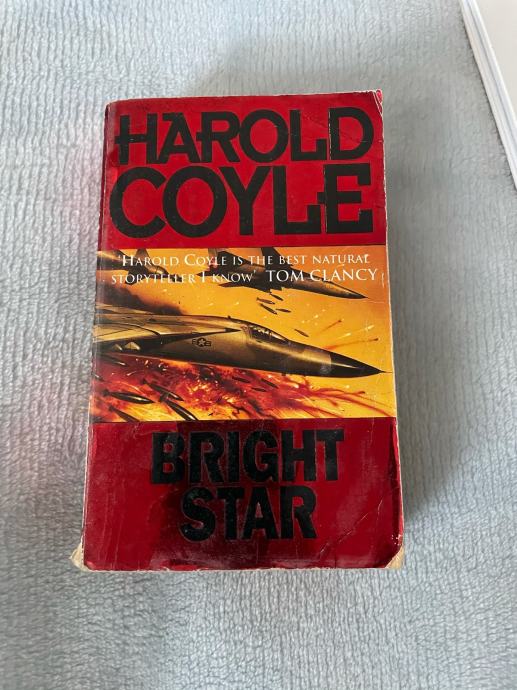 HAROLD
COYLE
'HAROLD COYLE IS THE BEST NATURAL
STORYTELLER I KNOW' TOM CLANCY
BRIGHT
STAR